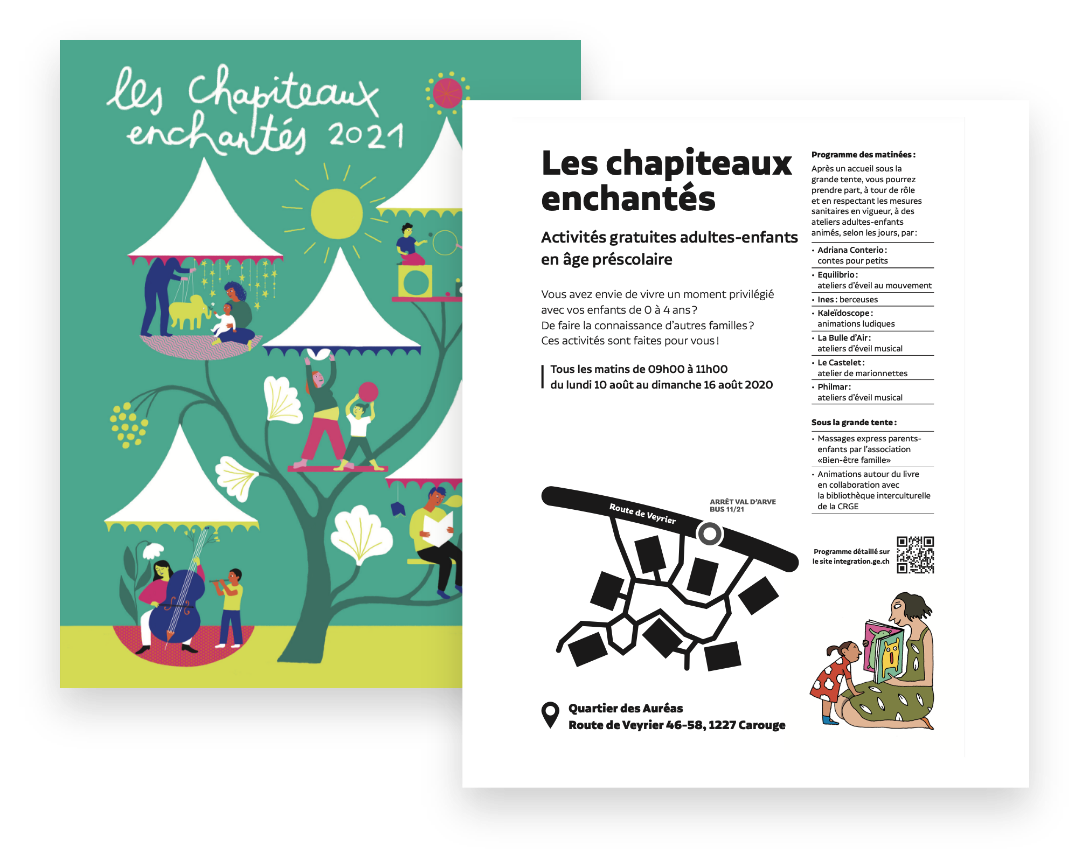 les chapiteaux
enchantés 2021
Les chapiteaux
enchantés
Activités gratuites adultes-enfants
en âge préscolaire
Vous avez envie de vivre un moment privilégié
avec vos enfants de 0 à 4 ans?
De faire la connaissance d'autres familles?
Ces activités sont faites pour vous!
Tous les matins de 09h00 à 11h00
du lundi 10 août au dimanche 16 août 2020
ARRÊT VAL D'ARVE
BUS 11/21
Route de Veyrier
Quartier des Auréas
Route de Veyrier 46-58, 1227 Carouge
Programme des matinées :
Après un accueil sous la
grande tente, vous pourrez
prendre part, à tour de rôle
et en respectant les mesures
sanitaires en vigueur, à des
ateliers adultes-enfants
animés, selon les jours, par :
• Adriana Conterio :
contes pour petits
• Equilibrio :
ateliers d'éveil au mouvement
• Ines : berceuses
• Kaleïdoscope :
animations ludiques
• La Bulle d'Air :
ateliers d'éveil musical
• Le Castelet :
atelier de marionnettes
• Philmar :
ateliers d'éveil musical
Sous la grande tente :
• Massages express parents-
enfants par l'association
«Bien-être famille»
• Animations autour du livre
en collaboration avec
la bibliothèque interculturelle
de la CRGE
Programme détaillé sur
le site integration.ge.ch